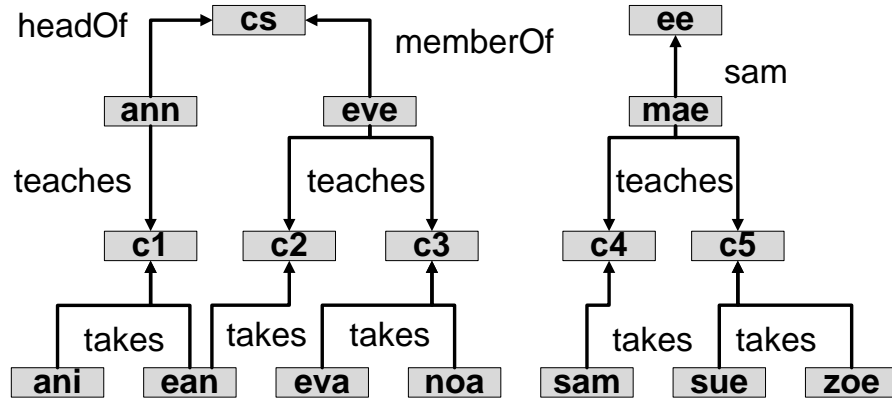 headOf cs memberOf ee
sam
ann eve mae
teaches teaches teaches
c1 c2 c3 c4 c5
takes takes takes takes takes
ani ean eva noa sam sue zoe